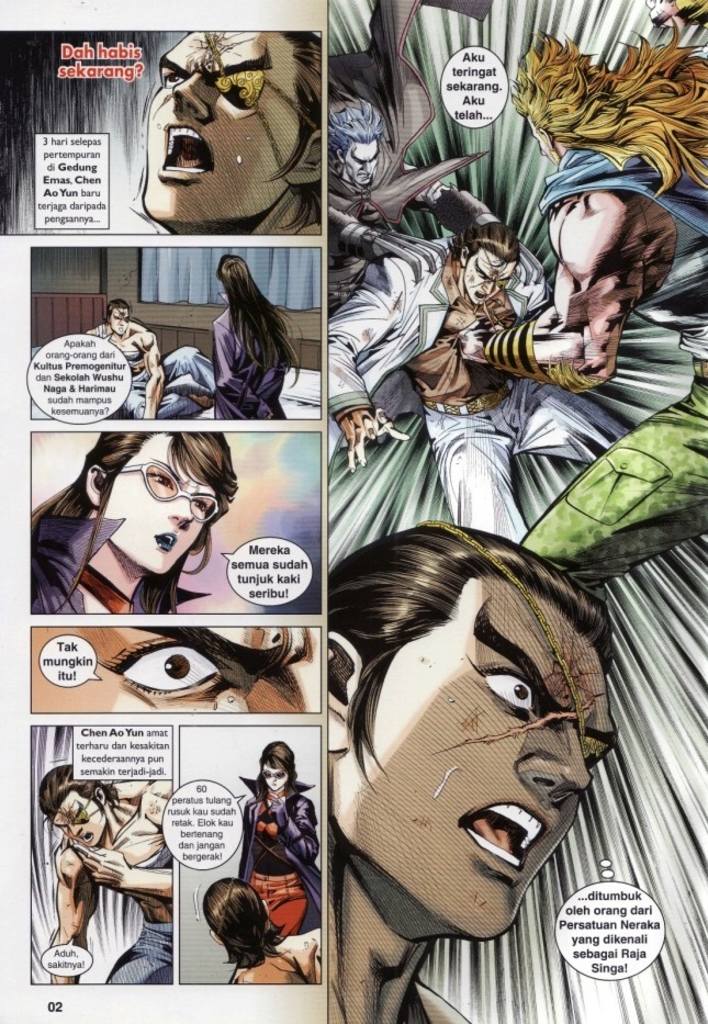 Dah habis
sekarang?
3 hari selepas
pertempuran
di Gedung
Emas, Chen
Ao Yun baru
terjaga daripada
pengsannya...
Apakah
orang-orang dari
Kultus Premogenitur
dan Sekolah Wushu
Naga & Harimau
sudah mampus
kesemuanya?
Mereka
semua sudah
tunjuk kaki
seribu!
Tak
mungkin
itu!
Chen Ao Yun amat
terharu dan kesakitan
kecederaannya pun
semakin terjadi-jadi.
Aduh,
sakitnya!
60
peratus tulang
rusuk kau sudah
retak. Elok kau
bertenang
dan jangan
bergerak!
Aku
teringat
sekarang.
Aku
telah...
...ditumbuk
oleh orang dari
Persatuan Neraka
yang dikenali
sebagai Raja
Singa!
02